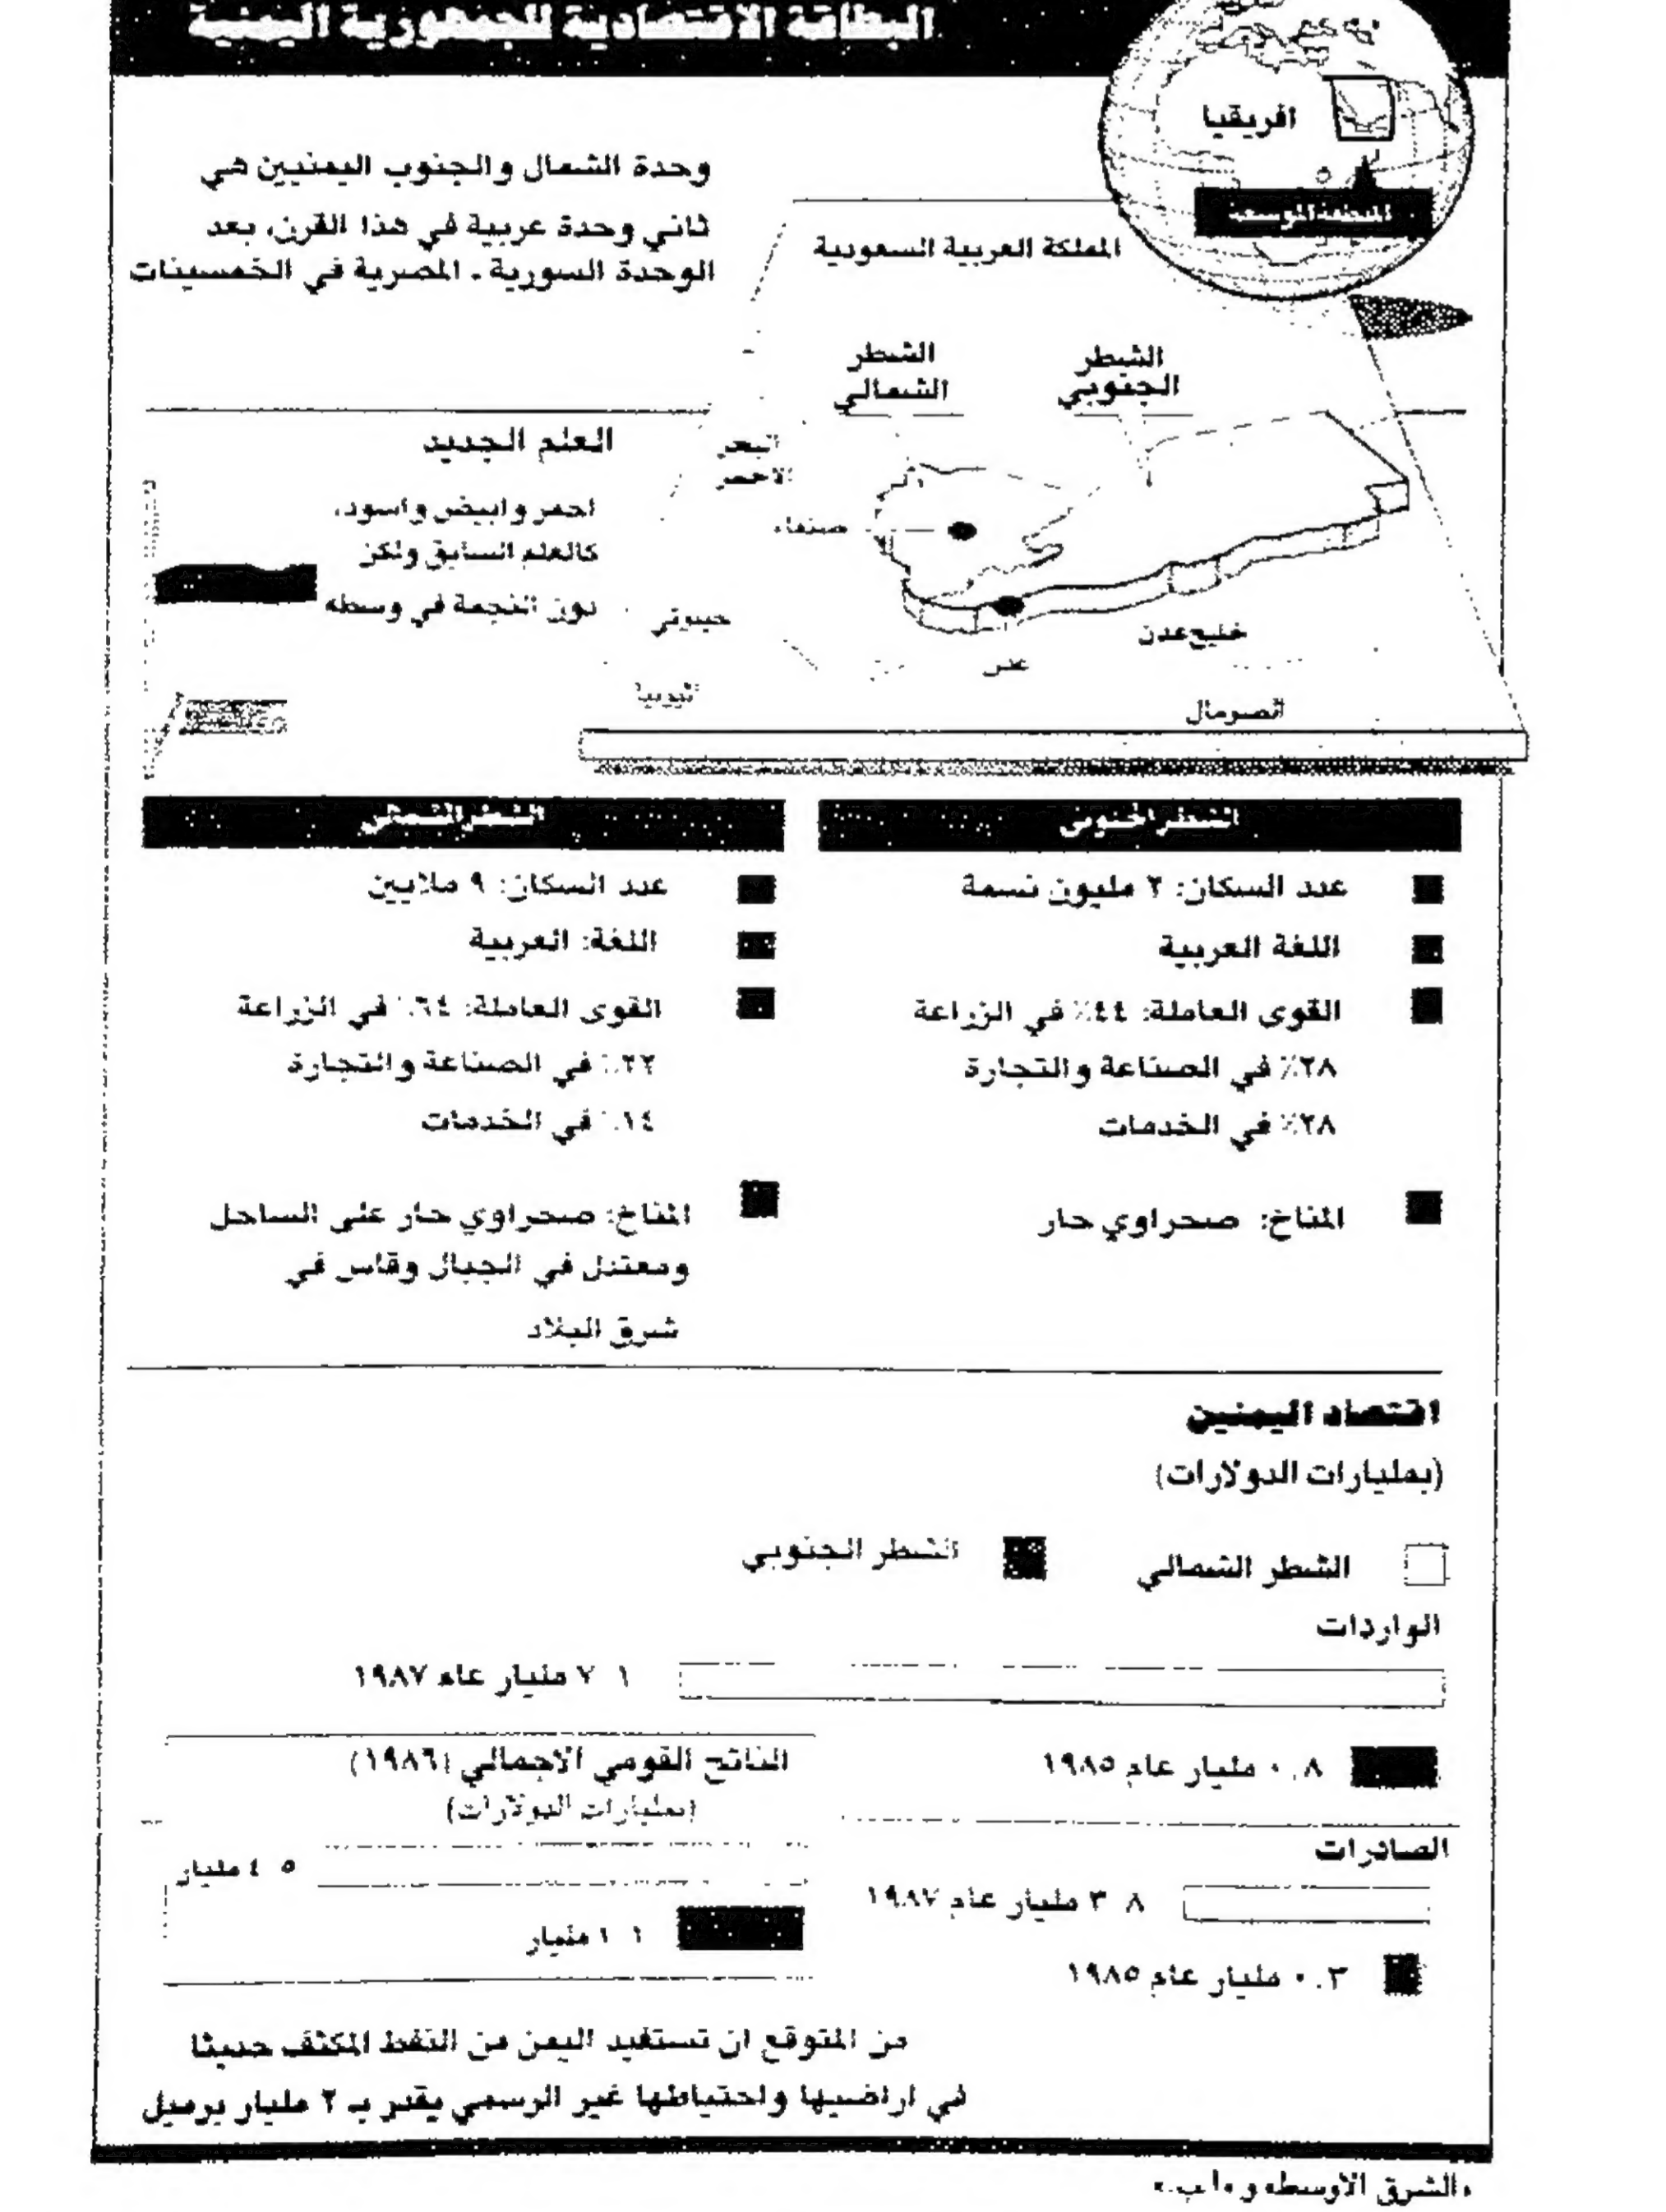 البطاقة الاقتصادية للجمهورية اليمنية
افريقيا
وحدة الشمال والجنوب اليمنيين هي
ثاني وحدة عربية في هذا القرن، بعد
الوحدة السورية - المصرية في الخمسينات
المملكة العربية السعودية
الشطر
الجنوبي
الشطر
الشمالي
البحر
الاحمر
صنعاء
جيبوتي
خليج عدن
عدن
اثيوبيا
الصومال
العلم الجديد
احمر وابيض واسود،
كالعلم السابق ولكن
دون النجمة في وسطه
الشطر الجنوبي
عدد السكان: ٢ مليون نسمة
اللغة العربية
القوى العاملة: ٤٤٪ في الزراعة
٢٨٪ في الصناعة والتجارة
٢٨٪ في الخدمات
المناخ: صحراوي حار
الشطر الشمالي
عدد السكان: ٩ ملايين
اللغة: العربية
القوى العاملة: ٦٤٪ في الزراعة
٢٢٪ في الصناعة والتجارة
١٤٪ في الخدمات
المناخ: صحراوي حار على الساحل
ومعتدل في الجبال وقاس في
شرق البلاد
اقتصاد اليمنين
(بمليارات الدولارات)
الشطر الشمالي
الشطر الجنوبي
الواردات
مليار عام ١٩٨٧
٠.٨ مليار عام ١٩٨٥
الصادرات
مليار عام ١٩٨٧
٠.٣ مليار عام ١٩٨٥
الناتج القومي الاجمالي (١٩٨٦)
(بمليارات الدولارات)
مليار
مليار
من المتوقع ان تستفيد اليمن من النفط المكتشف حديثا
في اراضيها واحتياطها غير الرسمي يقدر بـ ٢ مليار برميل
«الشرق الاوسط» و«ا ب.»